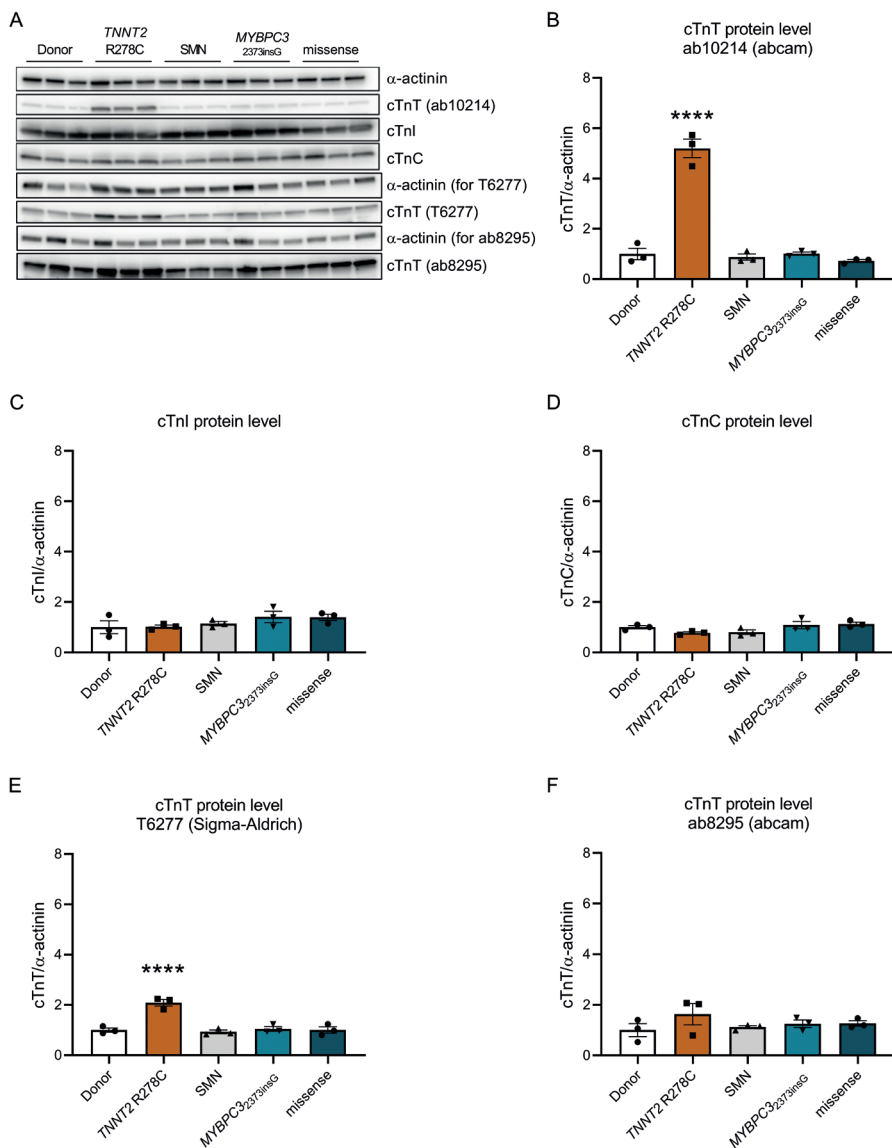 A
Donor
TNNT2
R278C
SMN
MYBPC3
2373insG
missense
α-actinin
cTnT (ab10214)
cTnI
cTnC
α-actinin (for T6277)
cTnT (T6277)
α-actinin (for ab8295)
cTnT (ab8295)
B
cTnT protein level
ab10214 (abcam)
cTnT/α-actinin
8
6
4
2
0
****
Donor
TNNT2 R278C
SMN
MYBPC32373insG
missense
C
cTnI protein level
cTnI/α-actinin
8
6
4
2
0
Donor
TNNT2 R278C
SMN
MYBPC32373insG
missense
D
cTnC protein level
cTnC/α-actinin
8
6
4
2
0
Donor
TNNT2 R278C
SMN
MYBPC32373insG
missense
E
cTnT protein level
T6277 (Sigma-Aldrich)
cTnT/α-actinin
8
6
4
2
0
****
Donor
TNNT2 R278C
SMN
MYBPC32373insG
missense
F
cTnT protein level
ab8295 (abcam)
cTnT/α-actinin
8
6
4
2
0
Donor
TNNT2 R278C
SMN
MYBPC32373insG
missense